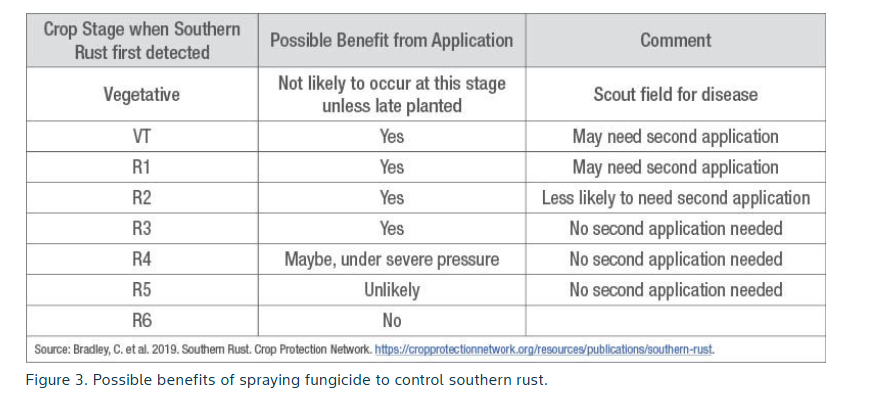 Crop Stage when Southern Rust first detected	Possible Benefit from Application	Comment
Vegetative	Not likely to occur at this stage unless late planted	Scout field for disease
VT	Yes	May need second application
R1	Yes	May need second application
R2	Yes	Less likely to need second application
R3	Yes	No second application needed
R4	Maybe, under severe pressure	No second application needed
R5	Unlikely	No second application needed
R6	No
Source: Bradley, C. et al. 2019. Southern Rust. Crop Protection Network. https://cropprotectionnetwork.org/resources/publications/southern-rust.
Figure 3. Possible benefits of spraying fungicide to control southern rust.